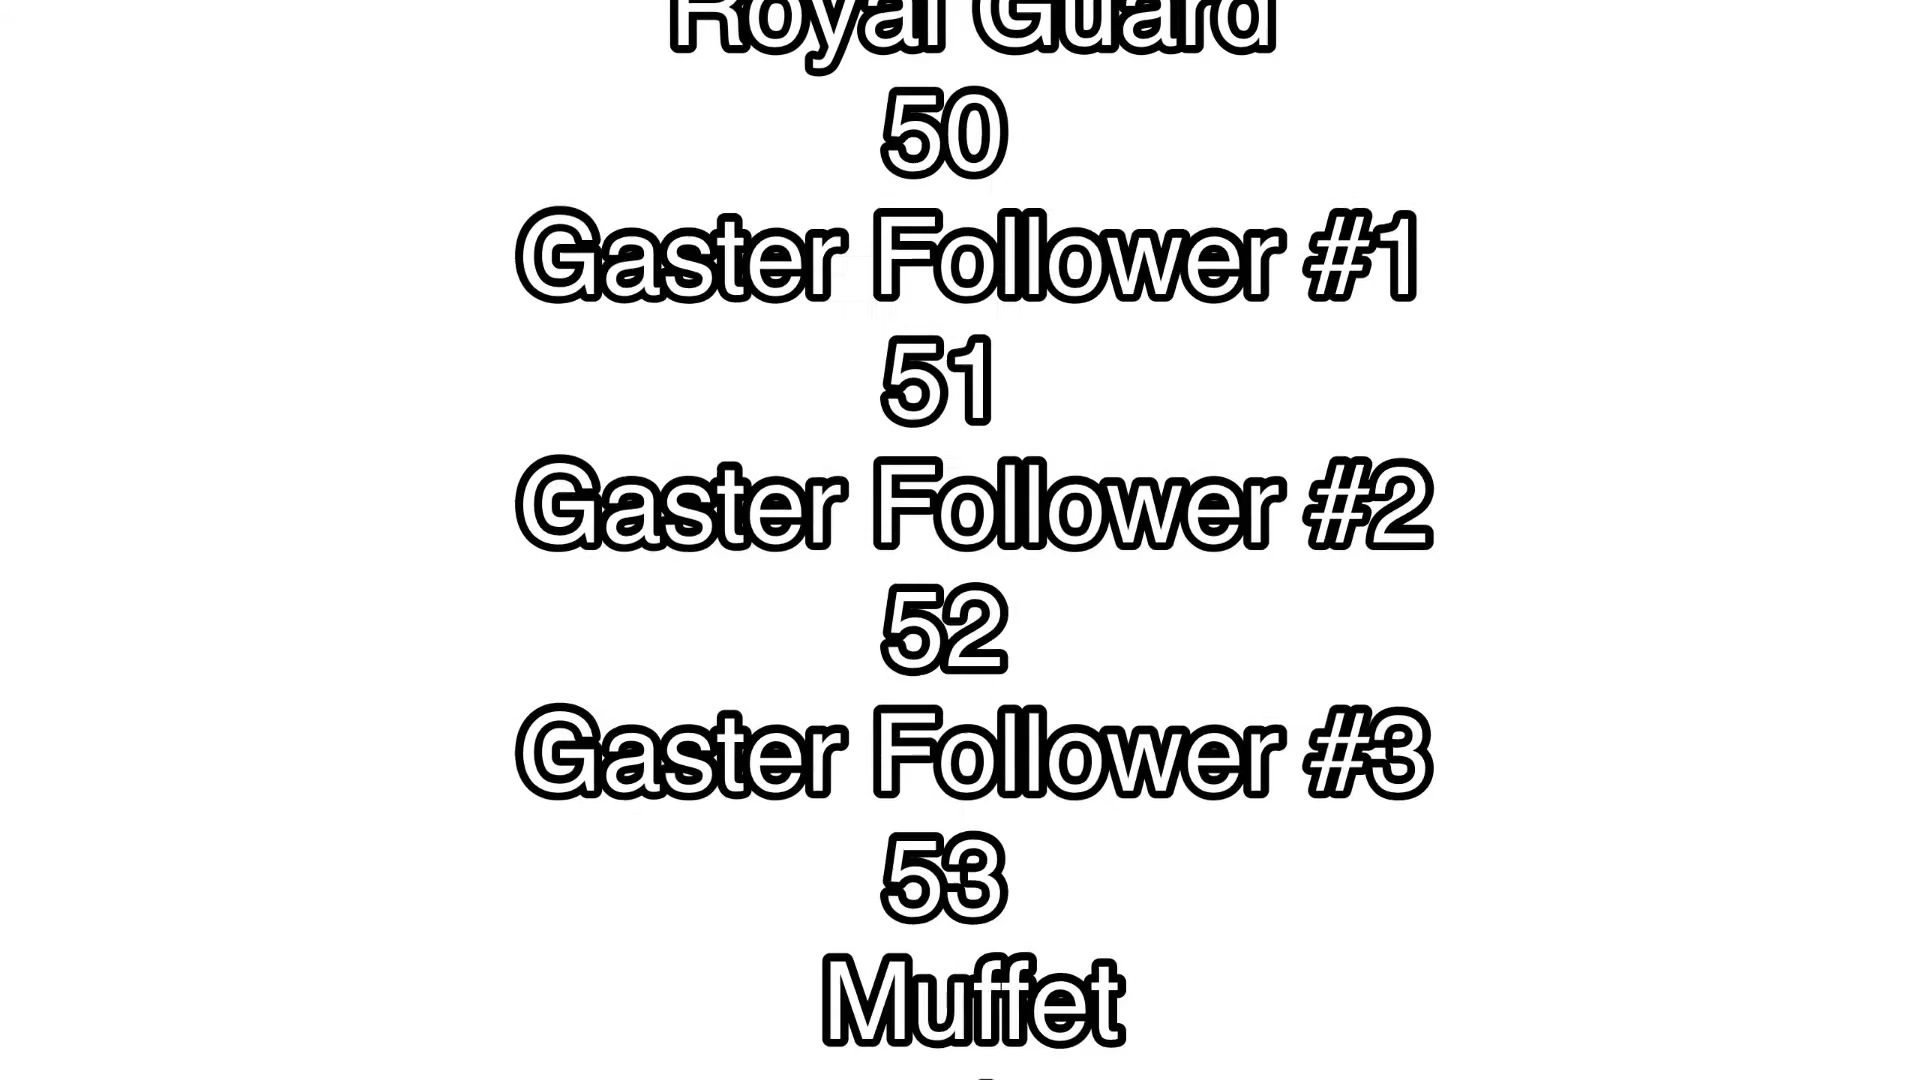 Royal Guard
50
Gaster Follower #1
51
Gaster Follower #2
52
Gaster Follower #3
53
Muffet